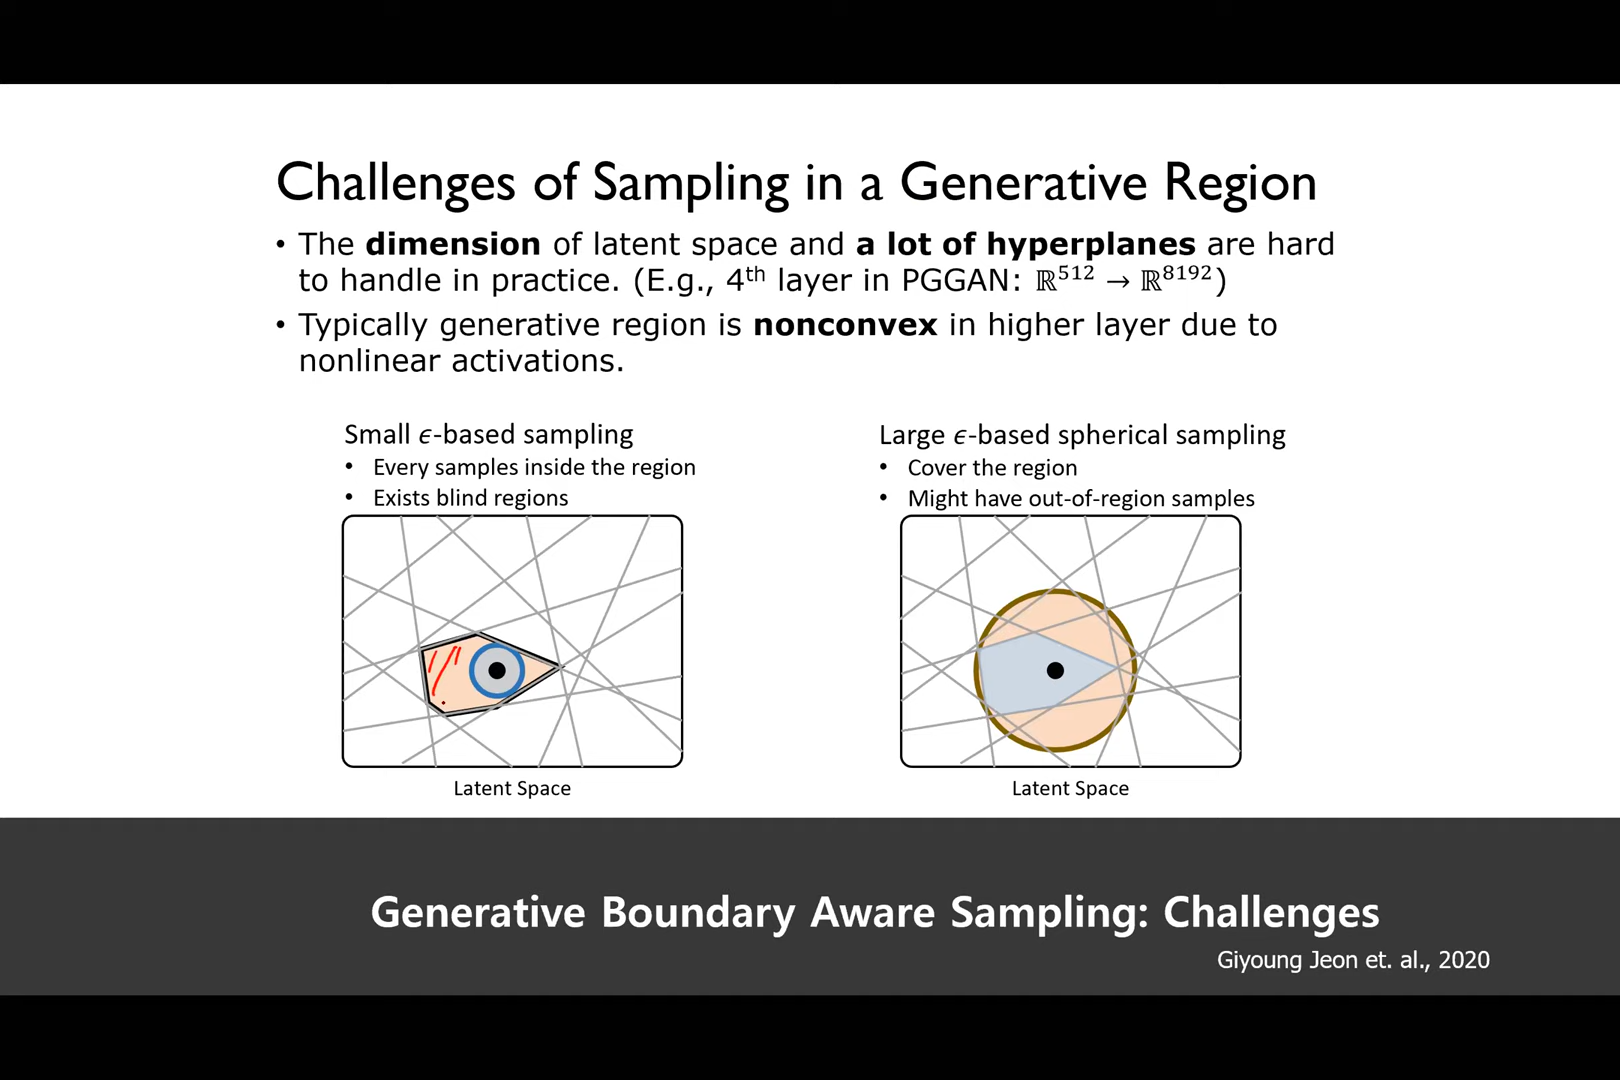 Challenges of Sampling in a Generative Region
• The dimension of latent space and a lot of hyperplanes are hard
to handle in practice. (E.g., 4th layer in PGGAN: ℝ^512 → ℝ^8192)
• Typically generative region is nonconvex in higher layer due to
nonlinear activations.
Small ϵ-based sampling
• Every samples inside the region
• Exists blind regions
Latent Space
Large ϵ-based spherical sampling
• Cover the region
• Might have out-of-region samples
Latent Space
Generative Boundary Aware Sampling: Challenges
Giyoung Jeon et. al., 2020